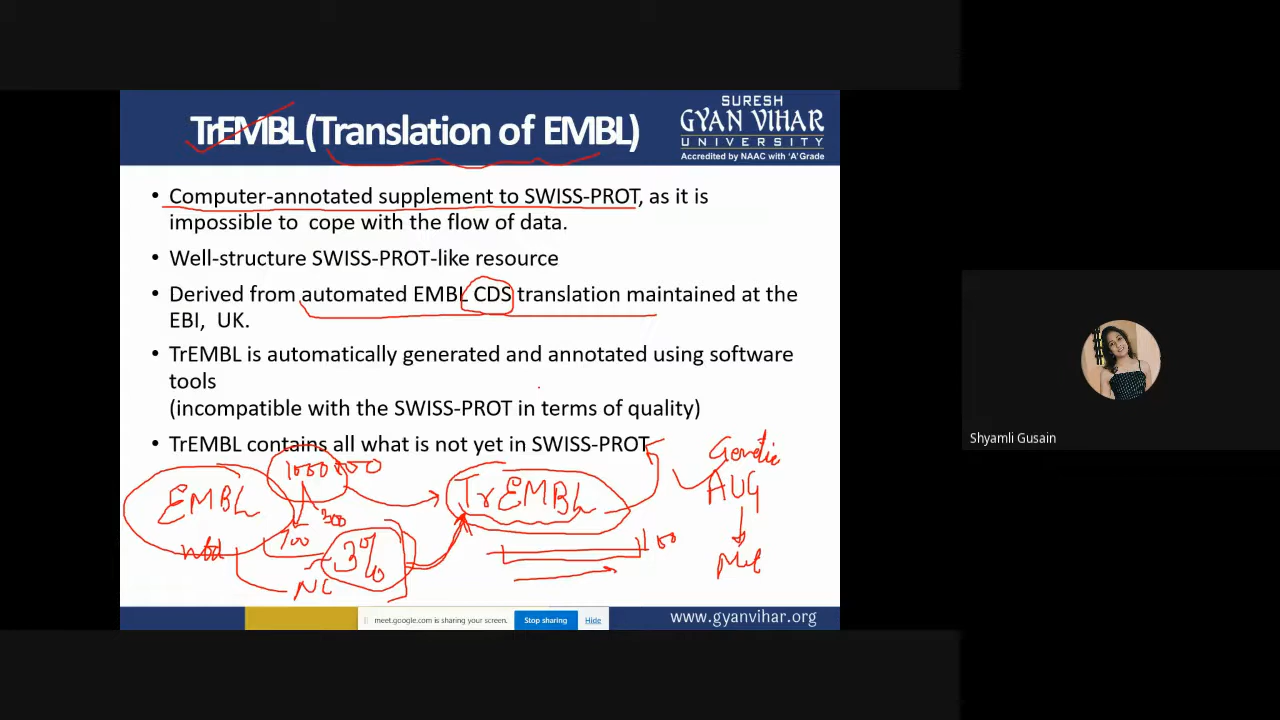 TrEMBL (Translation of EMBL)
SURESH
GYAN VIHAR
UNIVERSITY
Accredited by NAAC with 'A' Grade
• Computer-annotated supplement to SWISS-PROT, as it is
impossible to cope with the flow of data.
• Well-structure SWISS-PROT-like resource
• Derived from automated EMBL CDS translation maintained at the
EBI, UK.
• TrEMBL is automatically generated and annotated using software
tools
(incompatible with the SWISS-PROT in terms of quality)
• TrEMBL contains all what is not yet in SWISS-PROT
Genetic
1000000
EMBL
TrEMBL
AUG
300
700
100
3%
Met
NC
meet.google.com is sharing your screen.
Stop sharing
Hide
www.gyanvihar.org
Shyamli Gusain